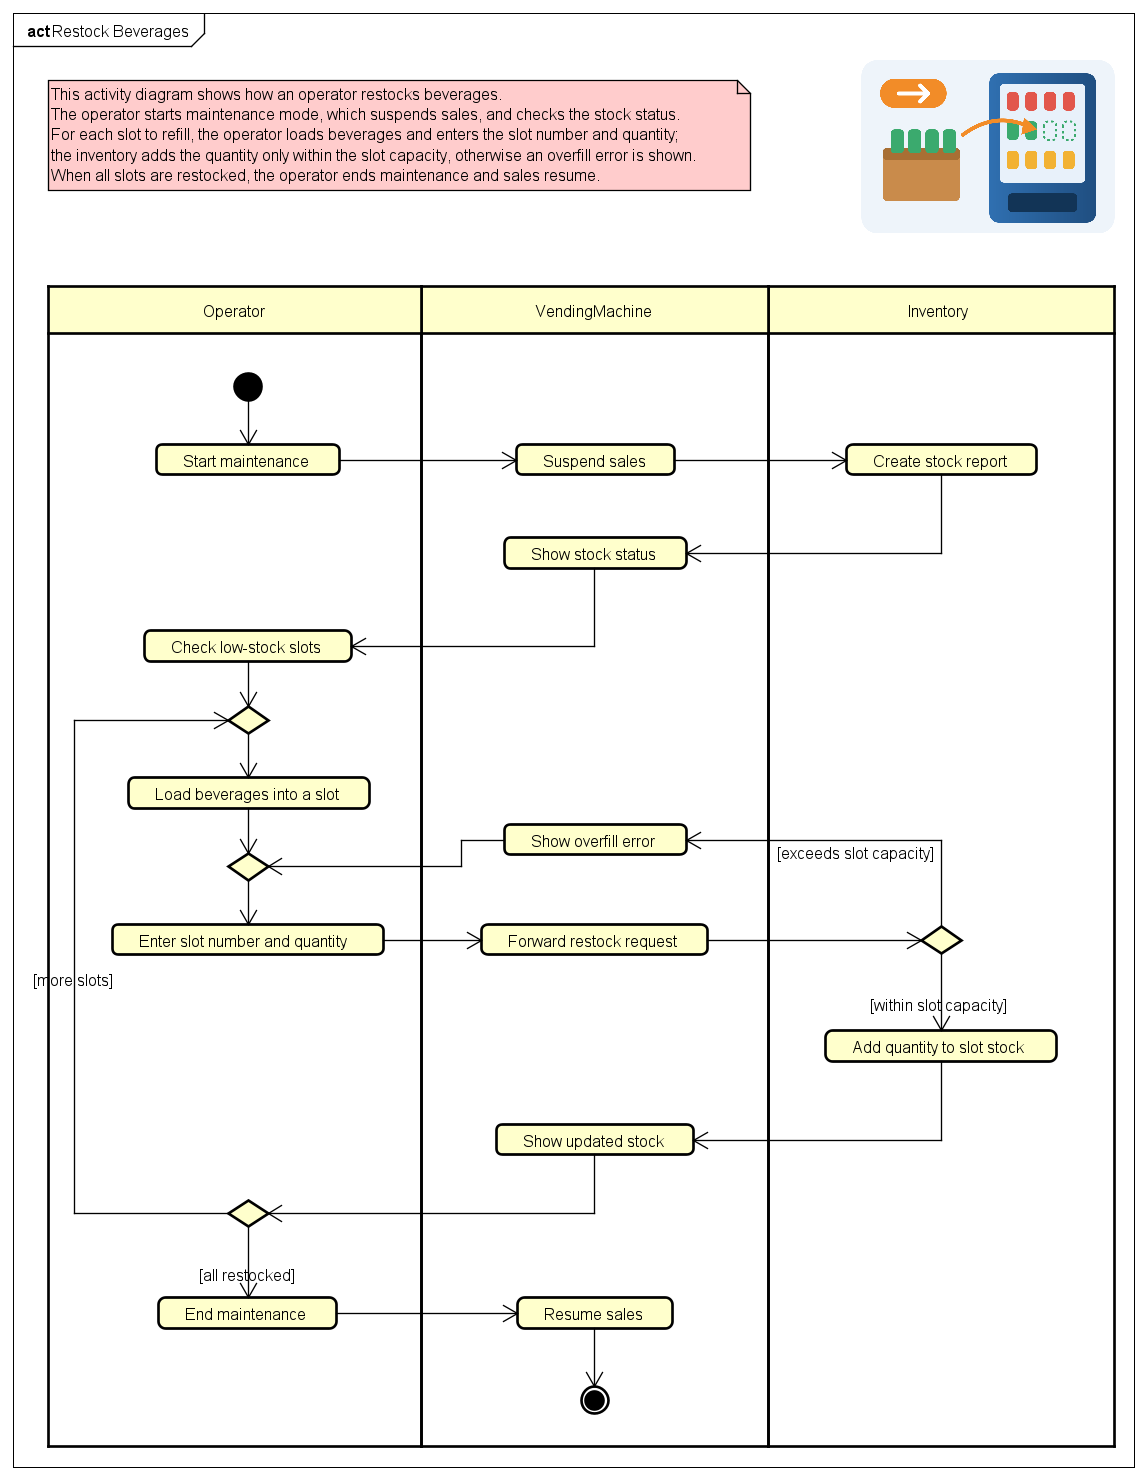 act Restock Beverages
This activity diagram shows how an operator restocks beverages.
The operator starts maintenance mode, which suspends sales, and checks the stock status.
For each slot to refill, the operator loads beverages and enters the slot number and quantity;
the inventory adds the quantity only within the slot capacity, otherwise an overfill error is shown.
When all slots are restocked, the operator ends maintenance and sales resume.
Operator
VendingMachine
Inventory
Start maintenance
Suspend sales
Create stock report
Show stock status
Check low-stock slots
Load beverages into a slot
Show overfill error
[exceeds slot capacity]
Enter slot number and quantity
Forward restock request
[more slots]
[within slot capacity]
Add quantity to slot stock
Show updated stock
[all restocked]
End maintenance
Resume sales